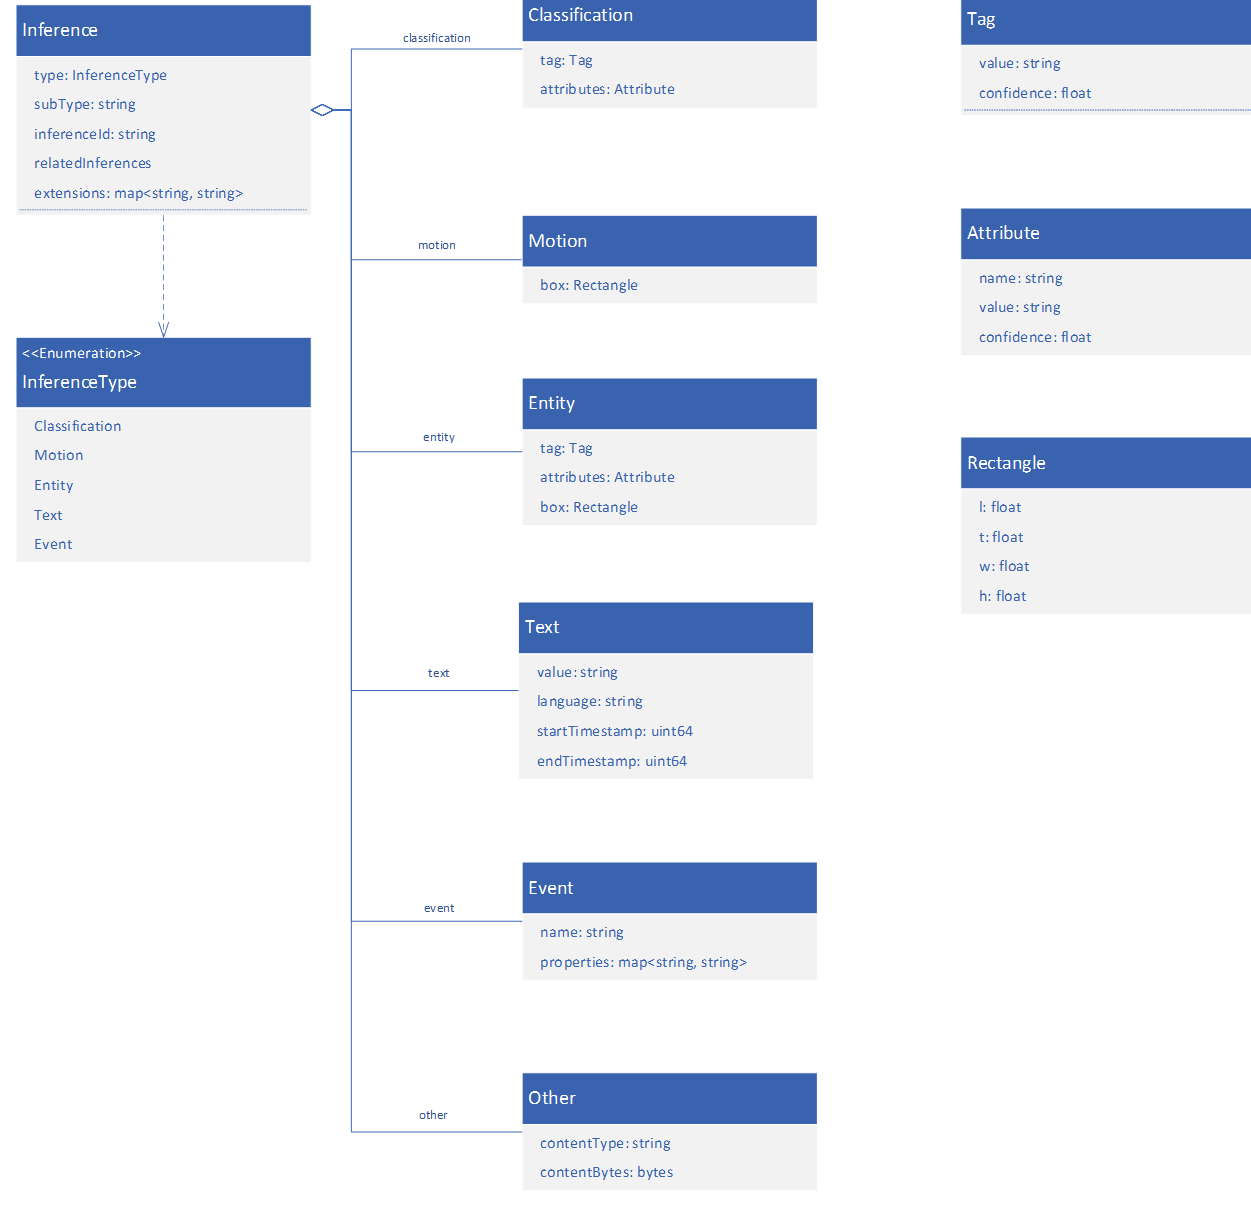 Inference
type: InferenceType
subType: string
inferenceId: string
relatedInferences
extensions: map<string, string>
<<Enumeration>>
InferenceType
Classification
Motion
Entity
Text
Event
classification
motion
entity
text
event
other
Classification
tag: Tag
attributes: Attribute
Motion
box: Rectangle
Entity
tag: Tag
attributes: Attribute
box: Rectangle
Text
value: string
language: string
startTimestamp: uint64
endTimestamp: uint64
Event
name: string
properties: map<string, string>
Other
contentType: string
contentBytes: bytes
Tag
value: string
confidence: float
Attribute
name: string
value: string
confidence: float
Rectangle
l: float
t: float
w: float
h: float